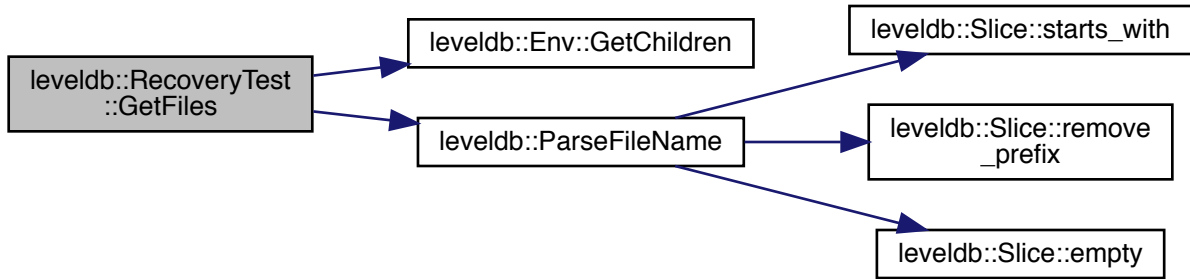 leveldb::RecoveryTest
::GetFiles
leveldb::Env::GetChildren
leveldb::ParseFileName
leveldb::Slice::starts_with
leveldb::Slice::remove
_prefix
leveldb::Slice::empty